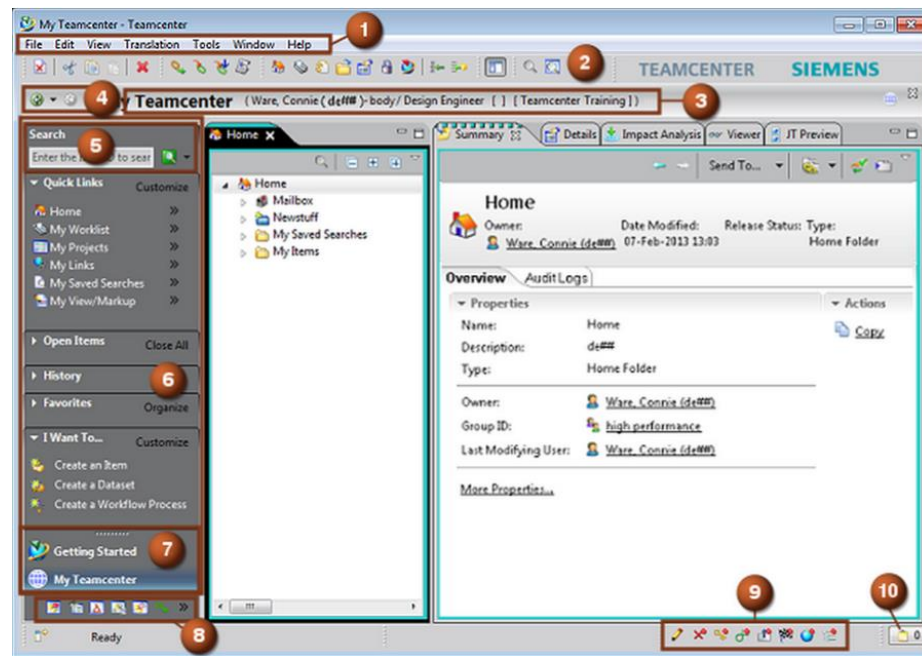 My Teamcenter - Teamcenter
File Edit View Translation Tools Window Help
1
2
TEAMCENTER SIEMENS
4
My Teamcenter (Ware, Connie (de###)-body/ Design Engineer [ ] [Teamcenter Training])
3
Search
5
Enter the to sear
Quick Links Customize
Home
My Worklist
My Projects
My Links
My Saved Searches
My View/Markup
Open Items Close All
History
6
Favorites Organize
I Want To... Customize
Create an Item
Create a Dataset
Create a Workflow Process
7
Getting Started
My Teamcenter
8
Ready
Home
Home
Mailbox
Newstuff
My Saved Searches
My Items
Summary Details Impact Analysis Viewer JT Preview
Send To...
Home
Owner: Date Modified: Release Status: Type:
Ware, Connie (de###) 07-Feb-2013 13:03 Home Folder
Overview Audit Logs
Properties Actions
Name: Home Copy
Description: de##
Type: Home Folder
Owner: Ware, Connie (de###)
Group ID: high performance
Last Modifying User: Ware, Connie (de###)
More Properties...
9
10
0